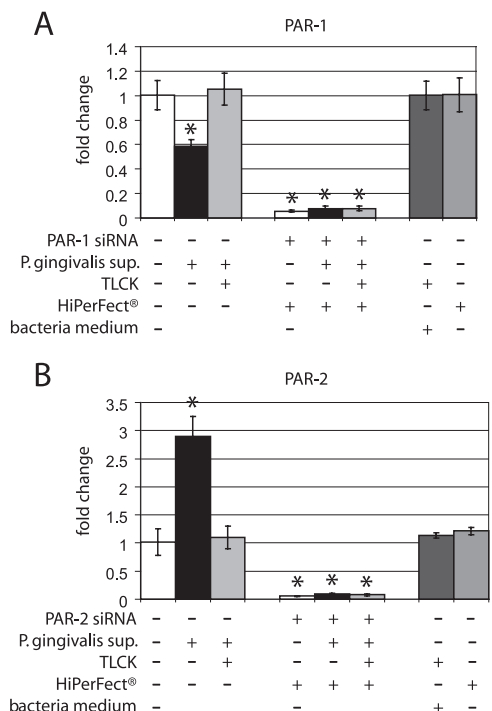 A
PAR-1
1.4
1.2
1
0.8
0.6
0.4
0.2
0
fold change
*
* * *
PAR-1 siRNA – – – + + + – –
P. gingivalis sup. – + + – + + – –
TLCK – – + – – + + –
HiPerFect® – – – + + + – +
bacteria medium – – + –
B
PAR-2
3.5
3
2.5
2
1.5
1
0.5
0
fold change
*
* * *
PAR-2 siRNA – – – + + + – –
P. gingivalis sup. – + + – + + – –
TLCK – – + – – + + –
HiPerFect® – – – + + + – +
bacteria medium – – – – – – + –